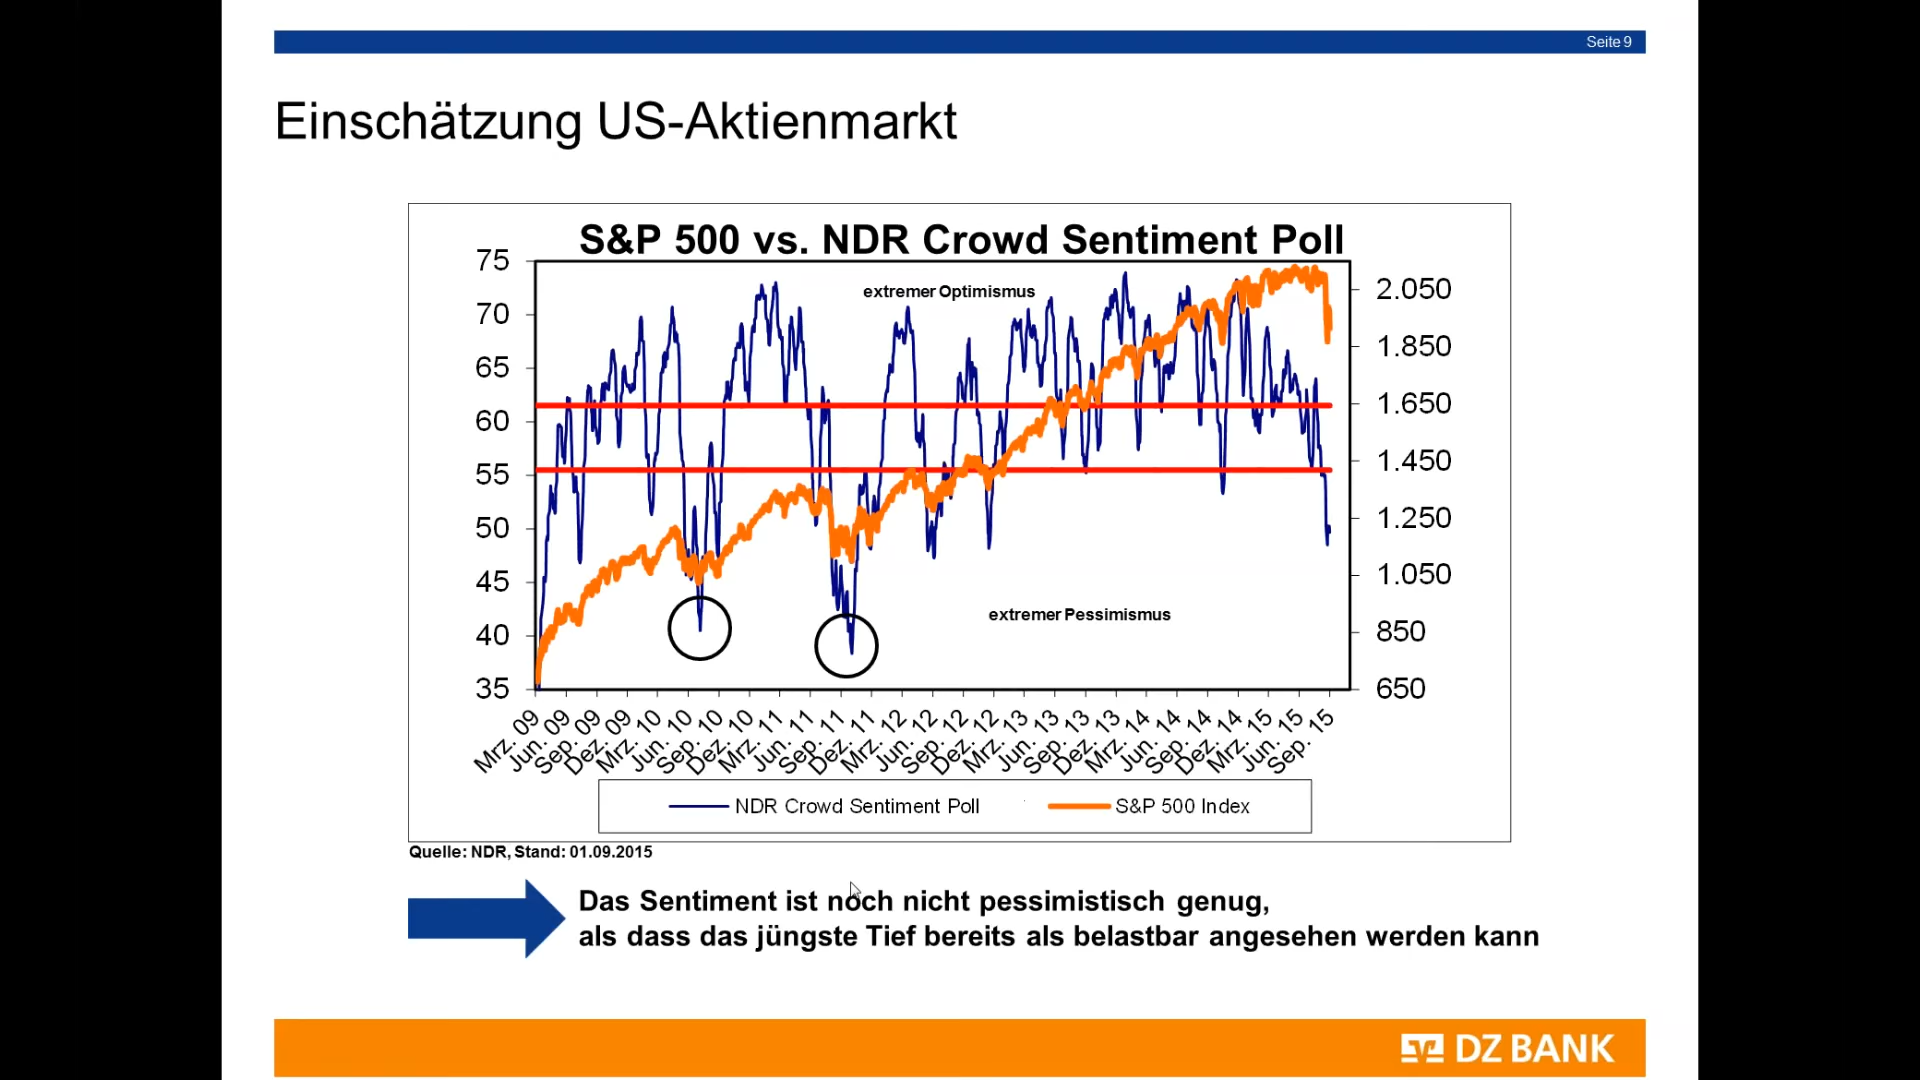 Seite 9
Einschätzung US-Aktienmarkt
S&P 500 vs. NDR Crowd Sentiment Poll
75
70
65
60
55
50
45
40
35
extremer Optimismus
extremer Pessimismus
2.050
1.850
1.650
1.450
1.250
1.050
850
650
Mrz. 09
Jun. 09
Sep. 09
Dez. 09
Mrz. 10
Jun. 10
Sep. 10
Dez. 10
Mrz. 11
Jun. 11
Sep. 11
Dez. 11
Mrz. 12
Jun. 12
Sep. 12
Dez. 12
Mrz. 13
Jun. 13
Sep. 13
Dez. 13
Mrz. 14
Jun. 14
Sep. 14
Dez. 14
Mrz. 15
Jun. 15
Sep. 15
NDR Crowd Sentiment Poll
S&P 500 Index
Quelle: NDR, Stand: 01.09.2015
Das Sentiment ist noch nicht pessimistisch genug,
als dass das jüngste Tief bereits als belastbar angesehen werden kann
DZ BANK